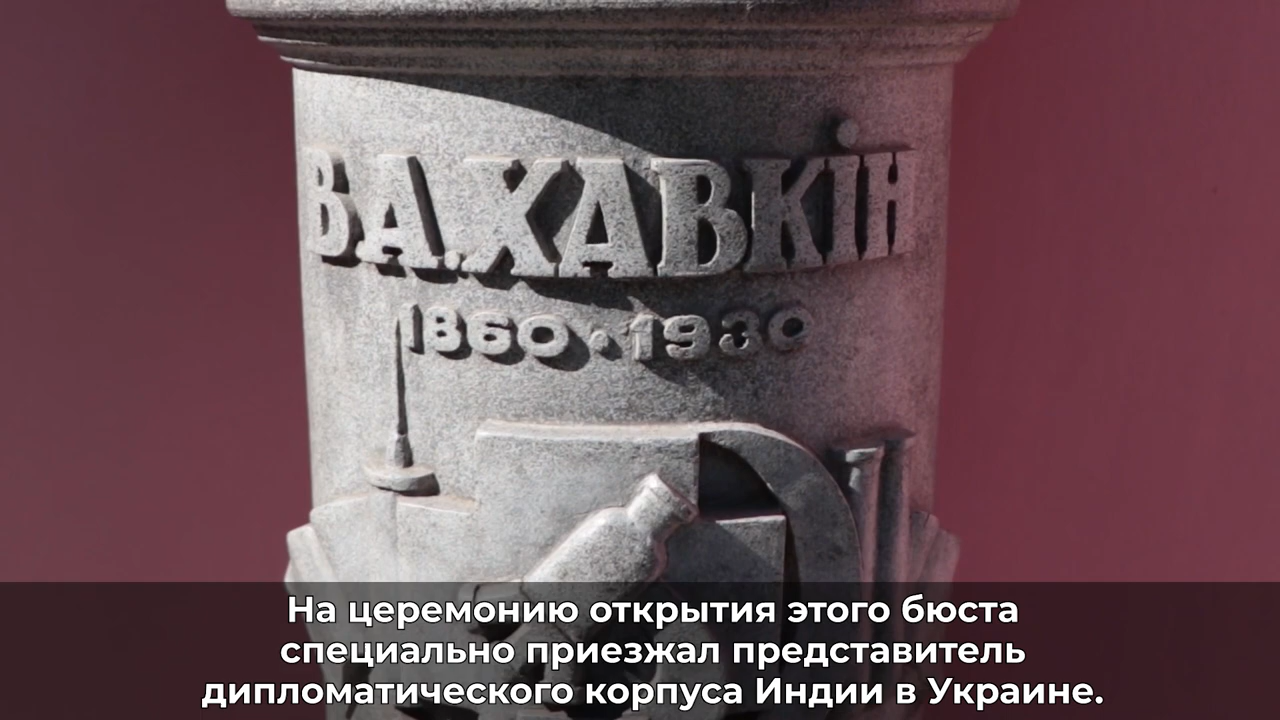 В.А.ХАВКІН
1860·1930
На церемонию открытия этого бюста
специально приезжал представитель
дипломатического корпуса Индии в Украине.